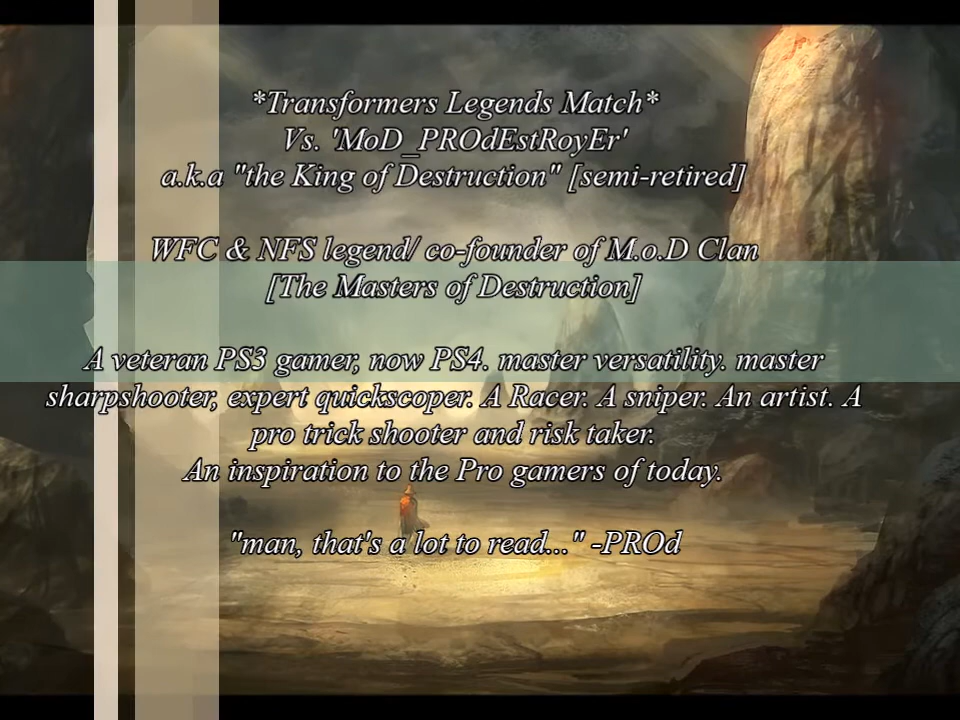 *Transformers Legends Match*
Vs. 'MoD_PROdEstRoyEr'
a.k.a "the King of Destruction" [semi-retired]
WFC & NFS legend/ co-founder of M.o.D Clan
[The Masters of Destruction]
A veteran PS3 gamer, now PS4. master versatility. master
sharpshooter, expert quickscoper. A Racer. A sniper. An artist. A
pro trick shooter and risk taker.
An inspiration to the Pro gamers of today.
"man, that's a lot to read..." -PROd